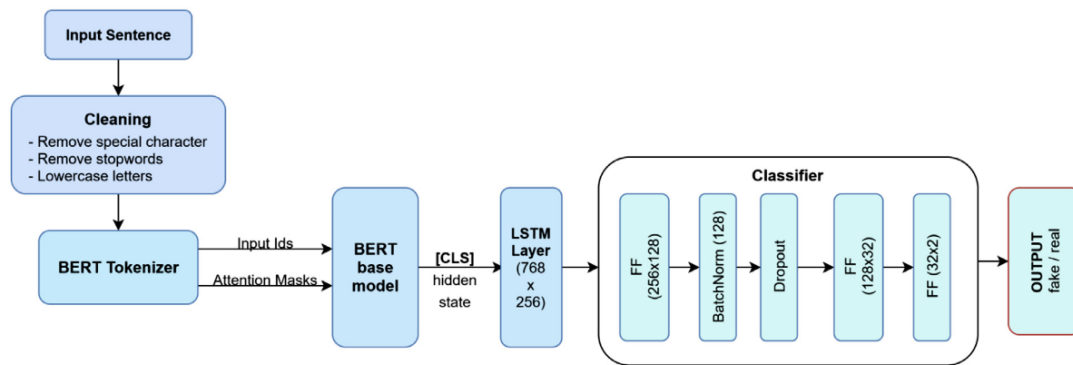 Input Sentence
Cleaning
- Remove special character
- Remove stopwords
- Lowercase letters
BERT Tokenizer
Input Ids
Attention Masks
BERT
base
model
[CLS]
hidden
state
LSTM
Layer
(768
x
256)
Classifier
FF
(256x128)
BatchNorm (128)
Dropout
FF
(128x32)
FF (32x2)
OUTPUT
fake / real